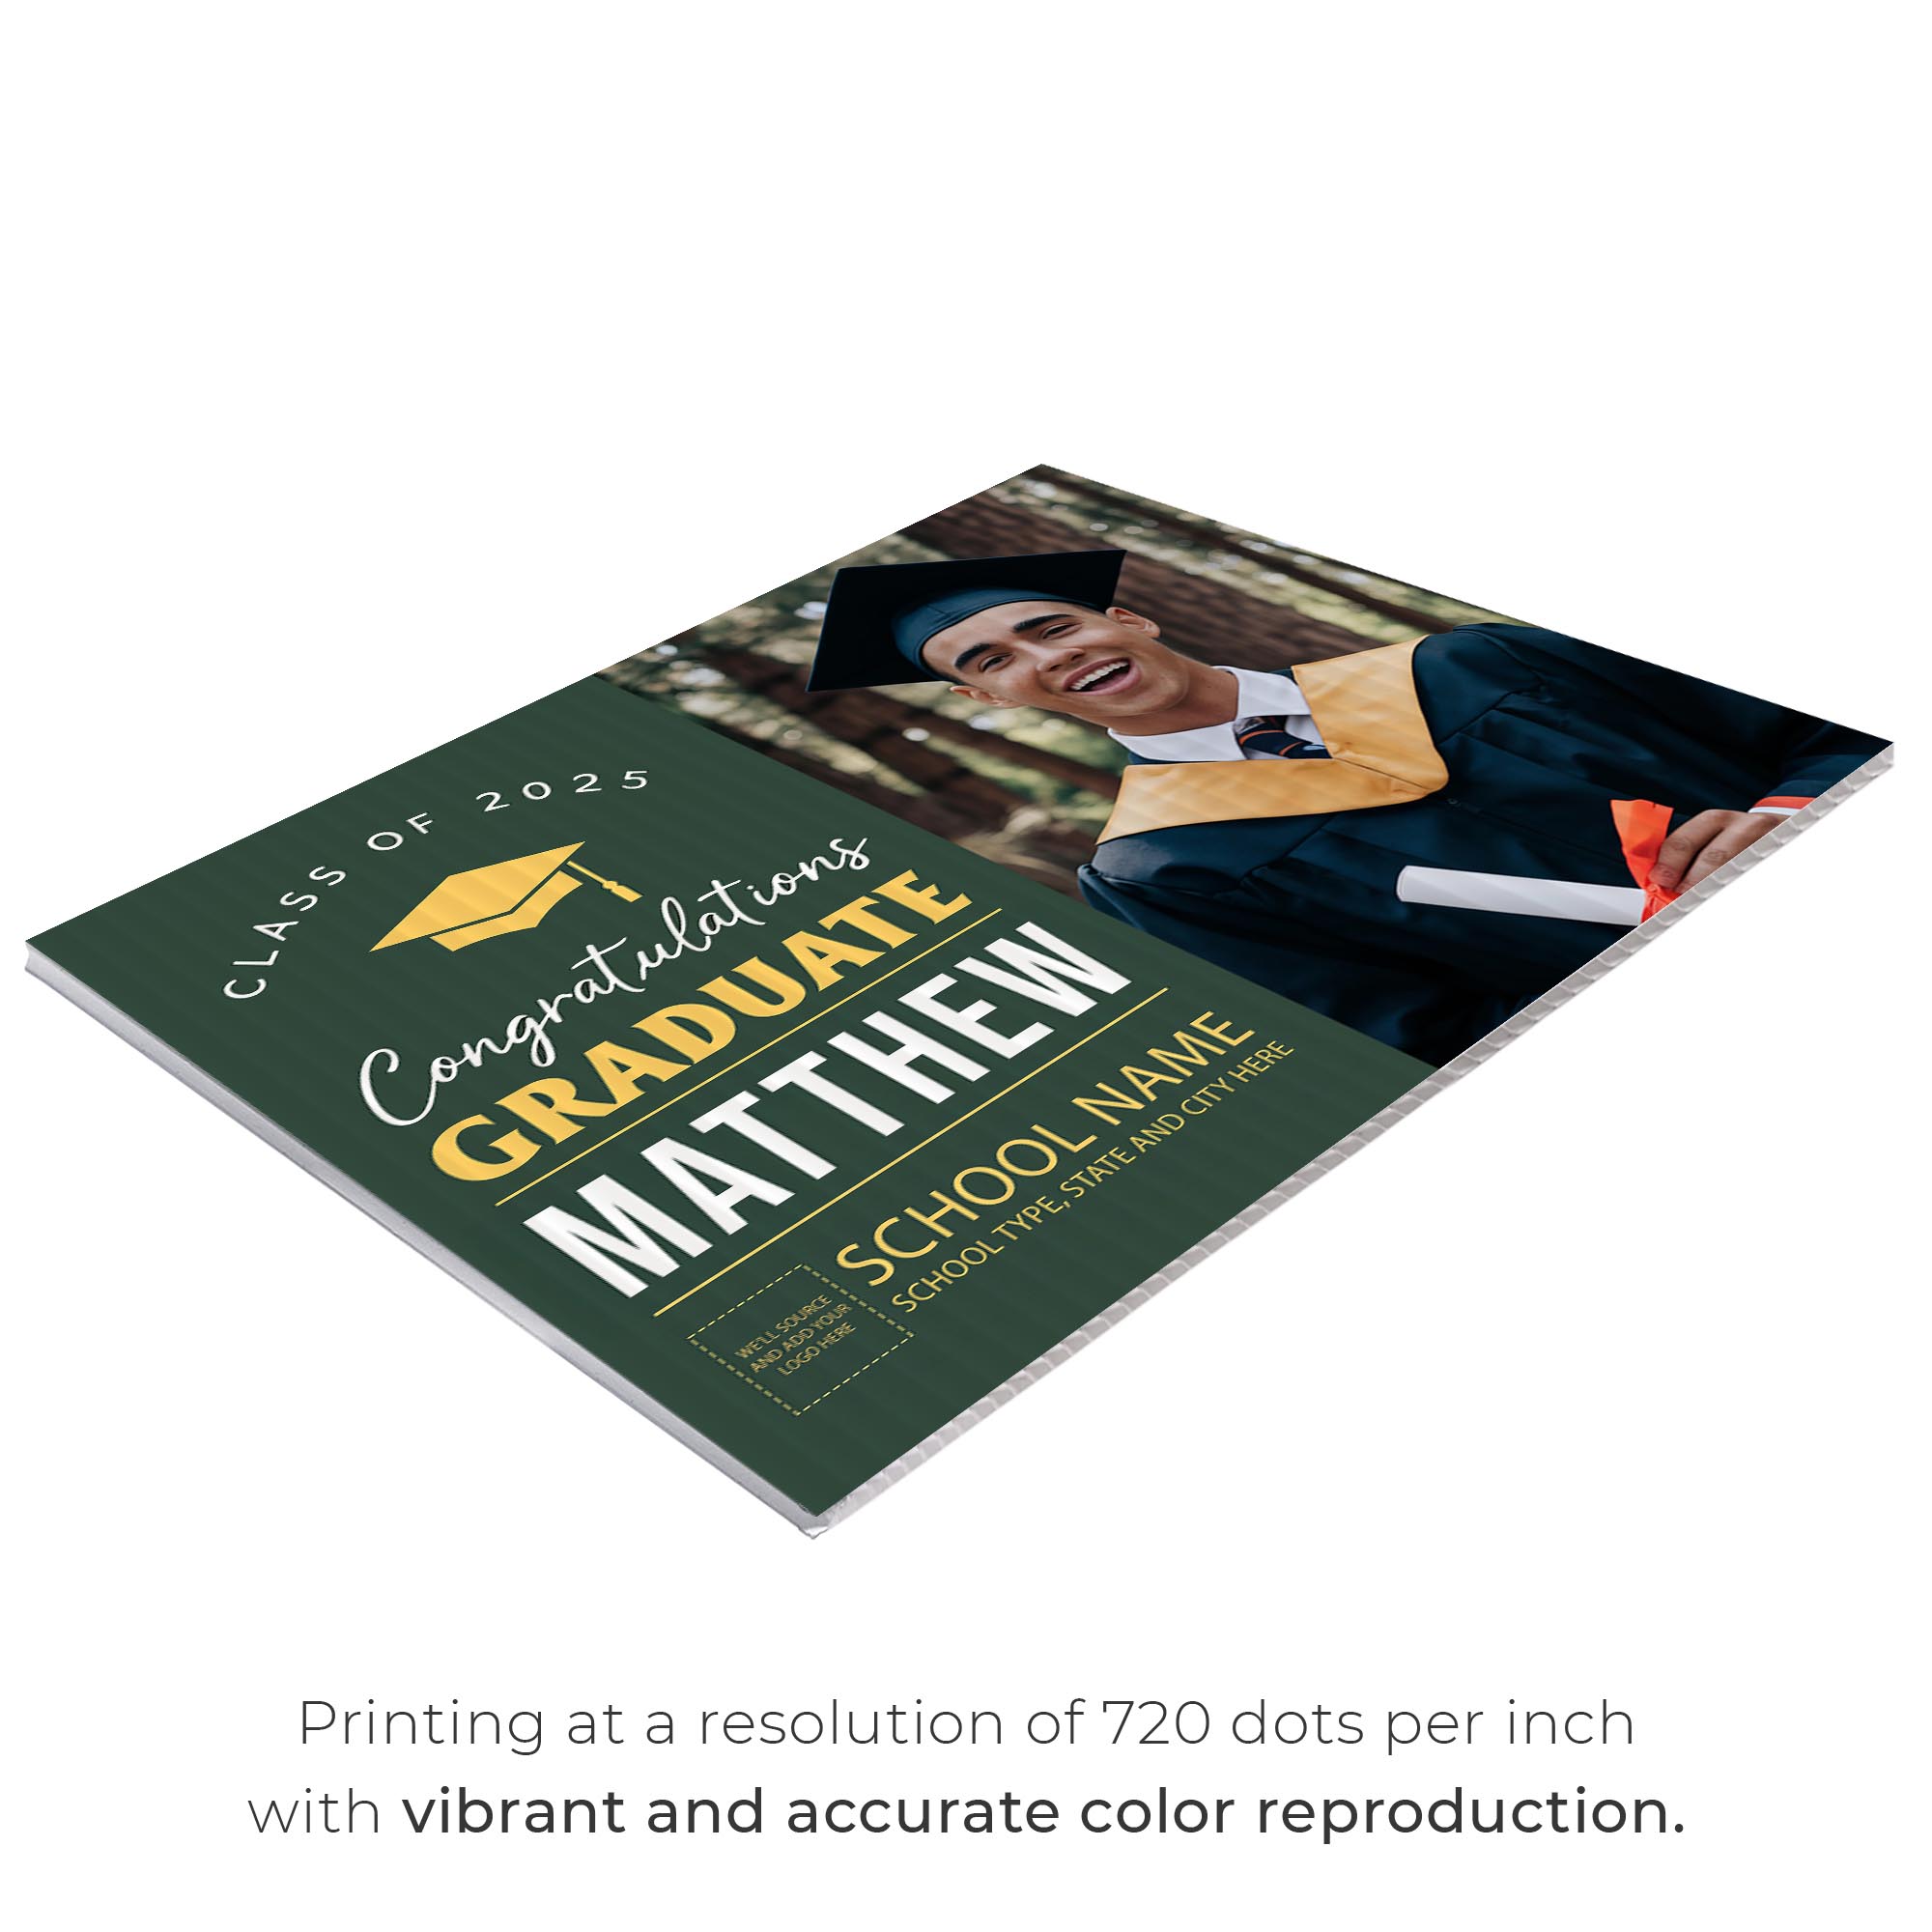 CLASS OF 2025
Congratulations
GRADUATE
MATTHEW
SCHOOL NAME
SCHOOL TYPE, STATE AND CITY HERE
WE'LL SOURCE
AND ADD YOUR
LOGO HERE
Printing at a resolution of 720 dots per inch
with vibrant and accurate color reproduction.